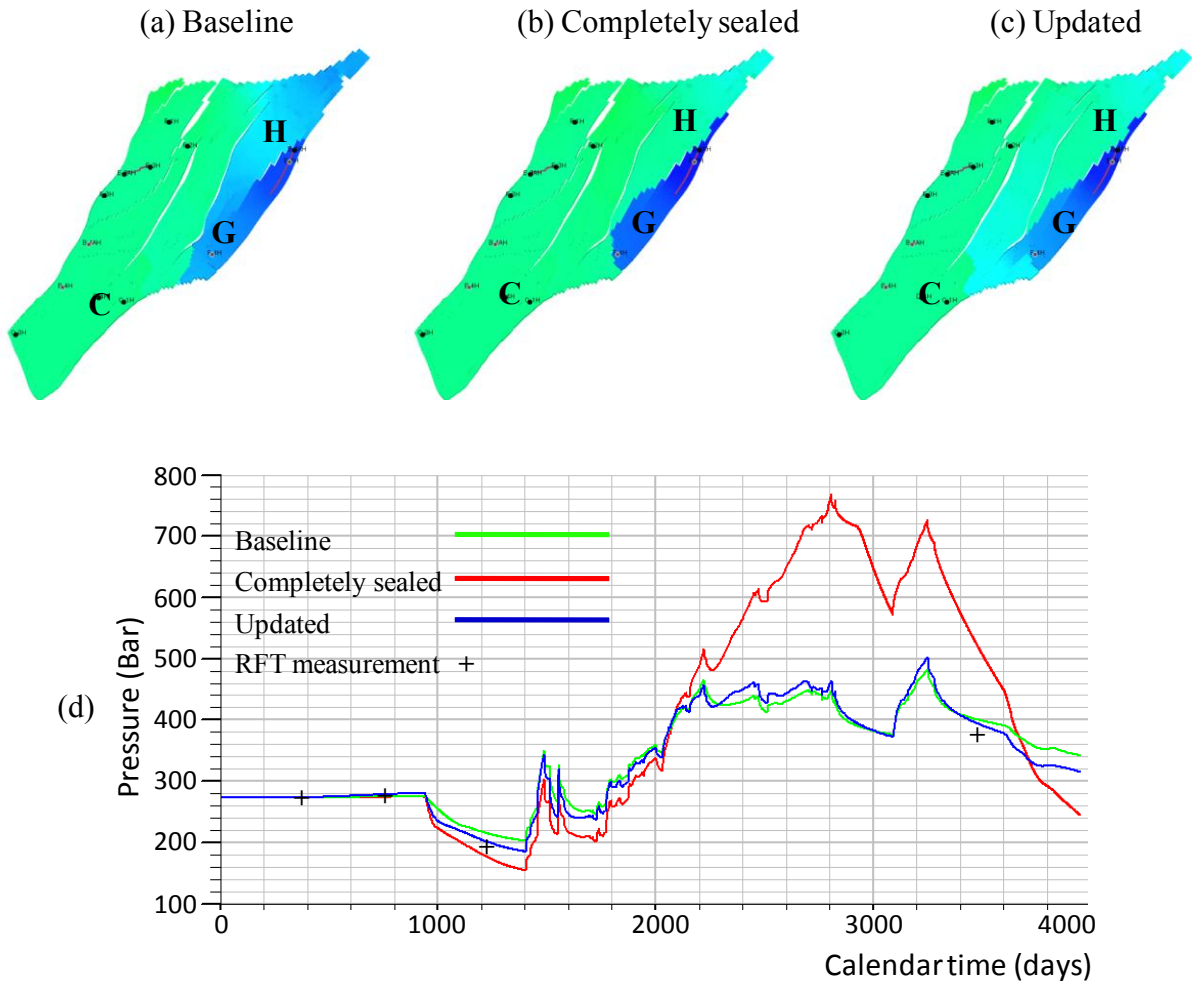 (a) Baseline
(b) Completely sealed
(c) Updated
H
H
H
G
G
G
C
C
C
800
700
600
500
400
300
200
100
Pressure (Bar)
(d)
Baseline
Completely sealed
Updated
RFT measurement +
0
1000
2000
3000
4000
Calendar time (days)